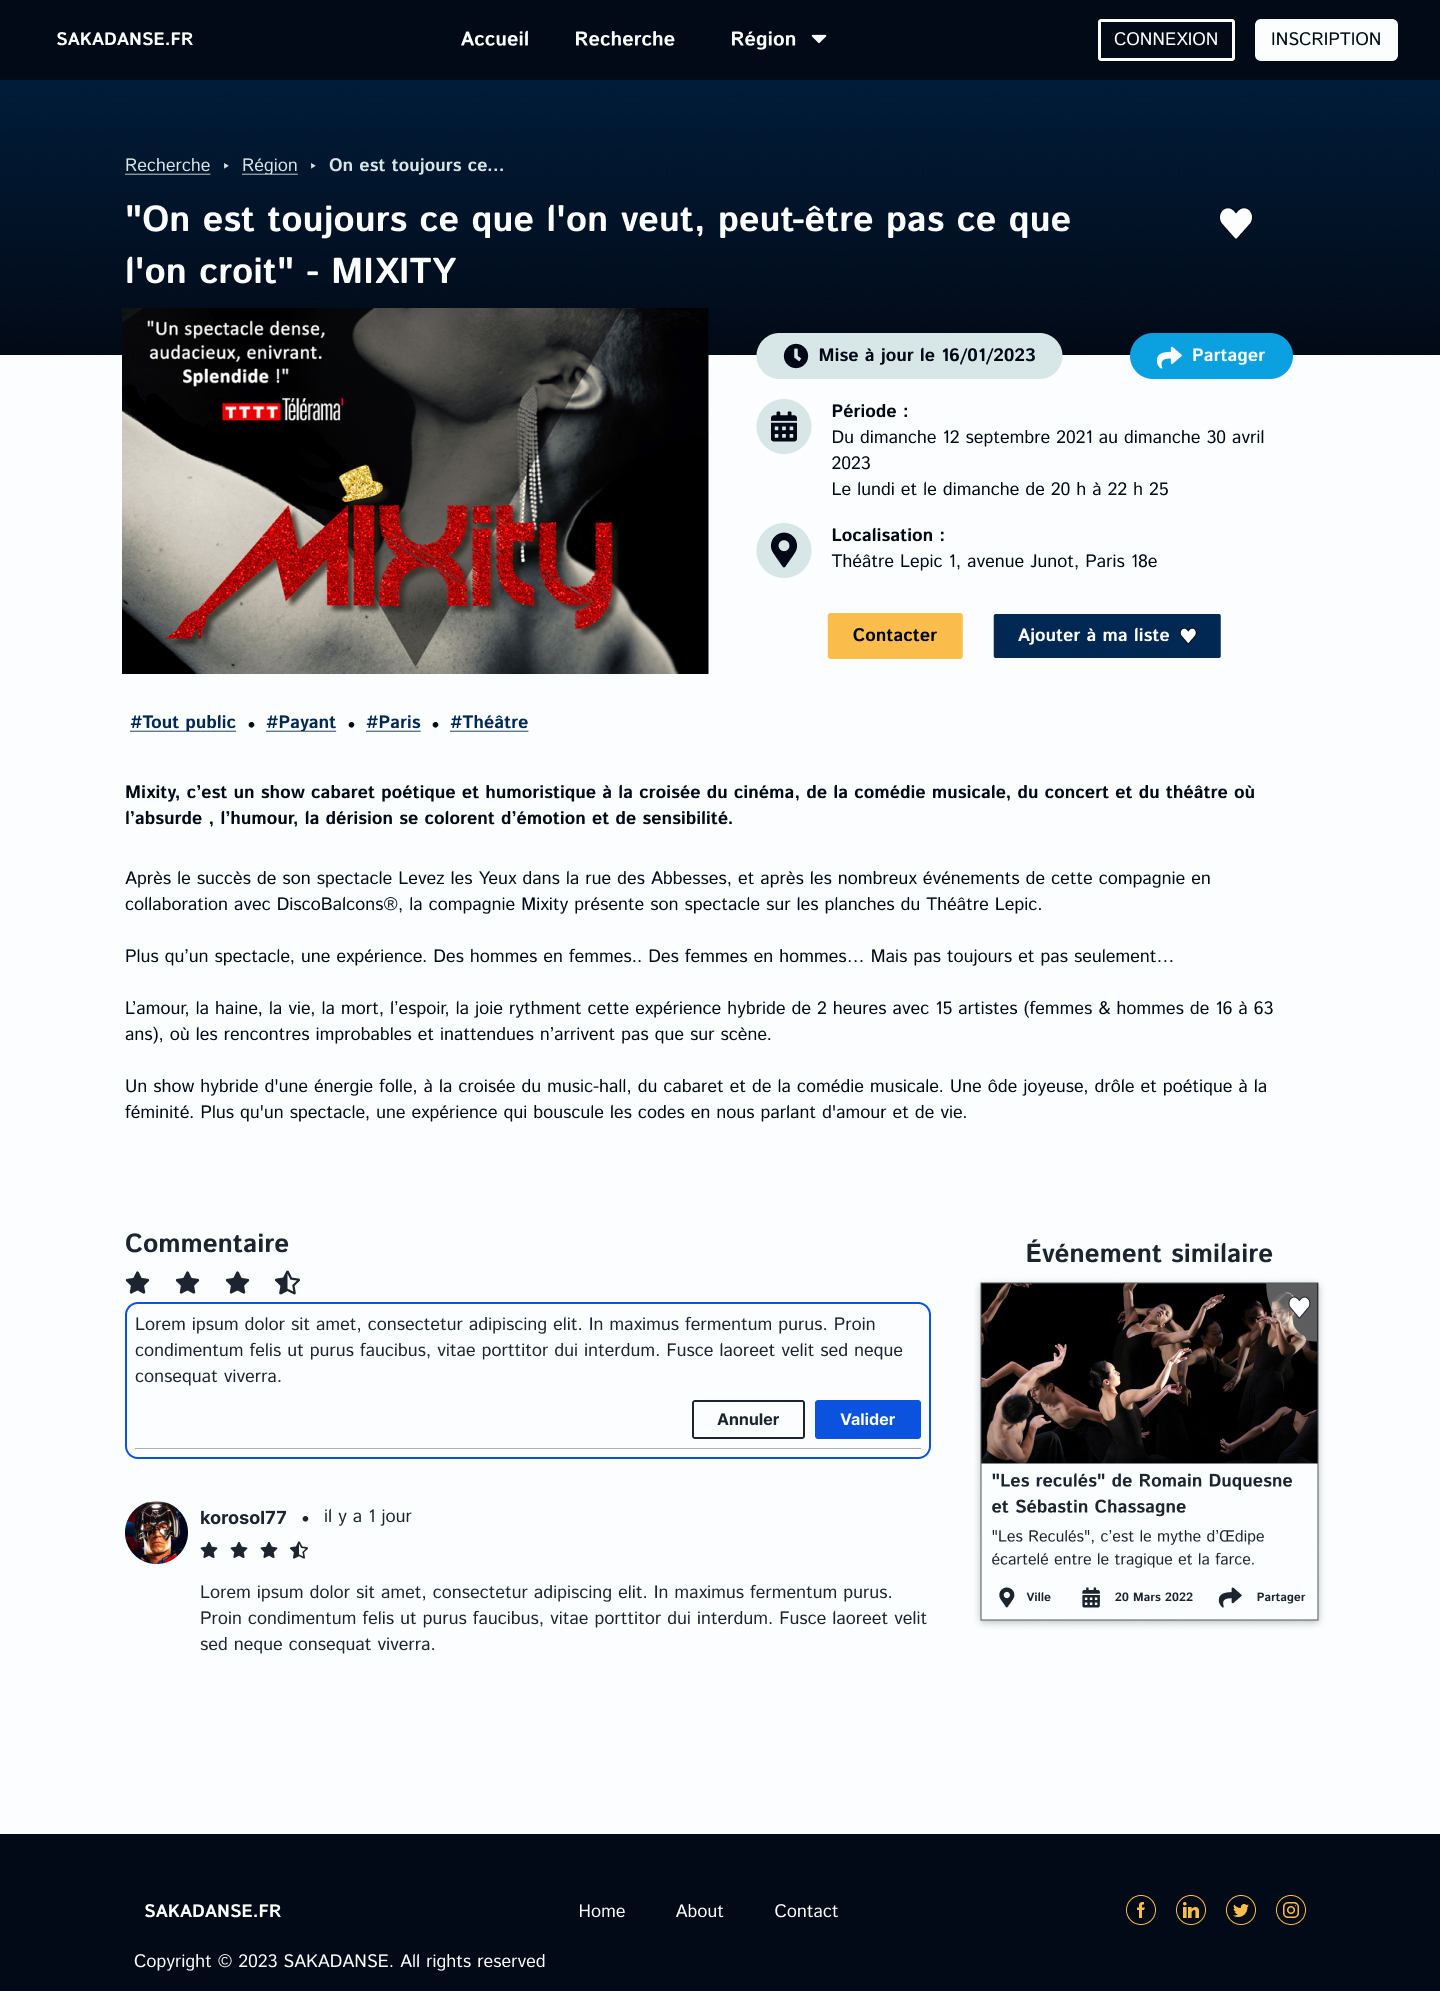 SAKADANSE.FR
Accueil
Recherche
Région
CONNEXION
INSCRIPTION
Recherche ‣ Région ‣ On est toujours ce...
"On est toujours ce que l'on veut, peut-être pas ce que
l'on croit" - MIXITY
"Un spectacle dense,
audacieux, enivrant.
Splendide !"
TTTT Télérama'
Mixity
Mise à jour le 16/01/2023
Partager
Période :
Du dimanche 12 septembre 2021 au dimanche 30 avril
2023
Le lundi et le dimanche de 20 h à 22 h 25
Localisation :
Théâtre Lepic 1, avenue Junot, Paris 18e
Contacter
Ajouter à ma liste
#Tout public • #Payant • #Paris • #Théâtre
Mixity, c’est un show cabaret poétique et humoristique à la croisée du cinéma, de la comédie musicale, du concert et du théâtre où
l’absurde , l’humour, la dérision se colorent d’émotion et de sensibilité.
Après le succès de son spectacle Levez les Yeux dans la rue des Abbesses, et après les nombreux événements de cette compagnie en
collaboration avec DiscoBalcons®, la compagnie Mixity présente son spectacle sur les planches du Théâtre Lepic.
Plus qu’un spectacle, une expérience. Des hommes en femmes.. Des femmes en hommes… Mais pas toujours et pas seulement…
L’amour, la haine, la vie, la mort, l’espoir, la joie rythment cette expérience hybride de 2 heures avec 15 artistes (femmes & hommes de 16 à 63
ans), où les rencontres improbables et inattendues n’arrivent pas que sur scène.
Un show hybride d'une énergie folle, à la croisée du music-hall, du cabaret et de la comédie musicale. Une ôde joyeuse, drôle et poétique à la
féminité. Plus qu'un spectacle, une expérience qui bouscule les codes en nous parlant d'amour et de vie.
Commentaire
Lorem ipsum dolor sit amet, consectetur adipiscing elit. In maximus fermentum purus. Proin
condimentum felis ut purus faucibus, vitae porttitor dui interdum. Fusce laoreet velit sed neque
consequat viverra.
Annuler
Valider
korosol77 • il y a 1 jour
Lorem ipsum dolor sit amet, consectetur adipiscing elit. In maximus fermentum purus.
Proin condimentum felis ut purus faucibus, vitae porttitor dui interdum. Fusce laoreet velit
sed neque consequat viverra.
Événement similaire
"Les reculés" de Romain Duquesne
et Sébastin Chassagne
"Les Reculés", c’est le mythe d’Œdipe
écartelé entre le tragique et la farce.
Ville
20 Mars 2022
Partager
SAKADANSE.FR
Home
About
Contact
Copyright © 2023 SAKADANSE. All rights reserved